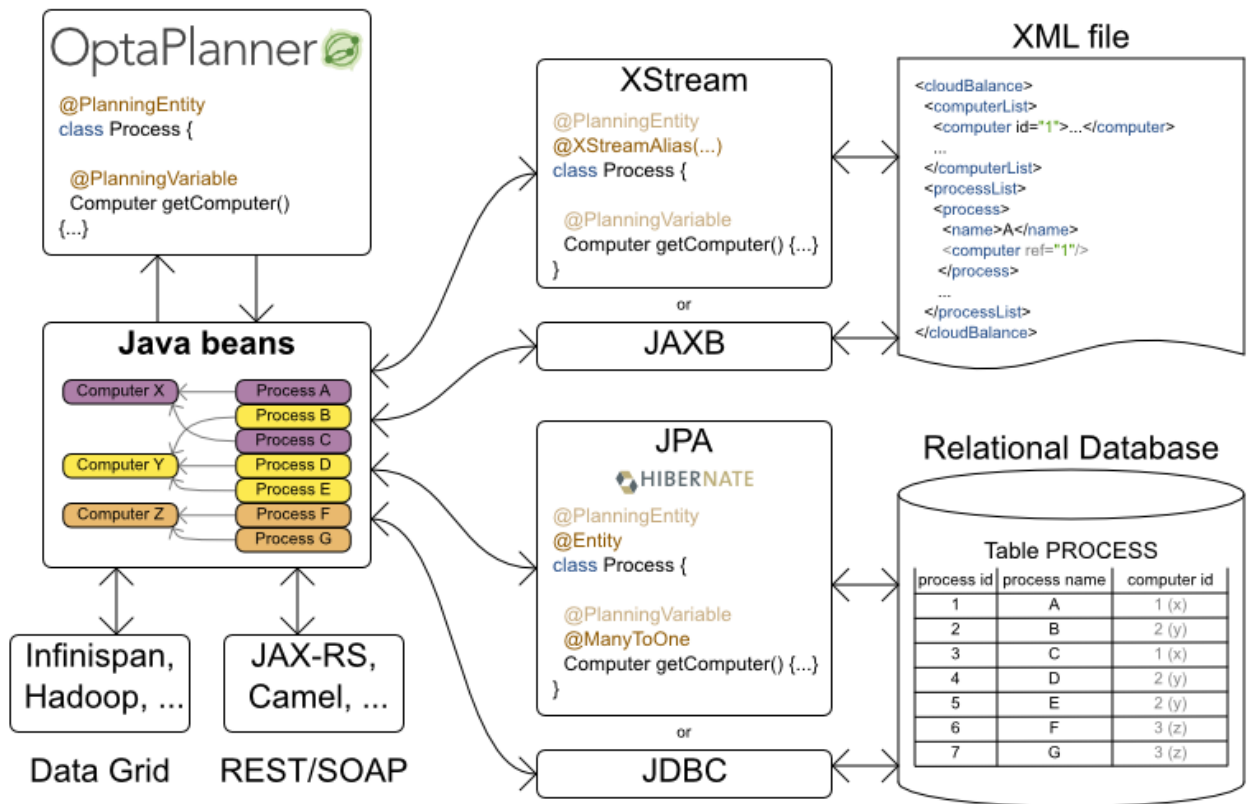 OptaPlanner
@PlanningEntity
class Process {
@PlanningVariable
Computer getComputer()
{...}
Java beans
Computer X
Process A
Process B
Process C
Computer Y
Process D
Process E
Computer Z
Process F
Process G
Infinispan,
Hadoop, ...
Data Grid
JAX-RS,
Camel, ...
REST/SOAP
XStream
@PlanningEntity
@XStreamAlias(...)
class Process {
@PlanningVariable
Computer getComputer() {...}
}
or
JAXB
XML file
<cloudBalance>
<computerList>
<computer id="1">...</computer>
...
</computerList>
<processList>
<process>
<name>A</name>
<computer ref="1"/>
</process>
...
</processList>
</cloudBalance>
JPA
HIBERNATE
@PlanningEntity
@Entity
class Process {
@PlanningVariable
@ManyToOne
Computer getComputer() {...}
}
or
JDBC
Relational Database
Table PROCESS
process id process name computer id
1 A 1 (x)
2 B 2 (y)
3 C 1 (x)
4 D 2 (y)
5 E 2 (y)
6 F 3 (z)
7 G 3 (z)